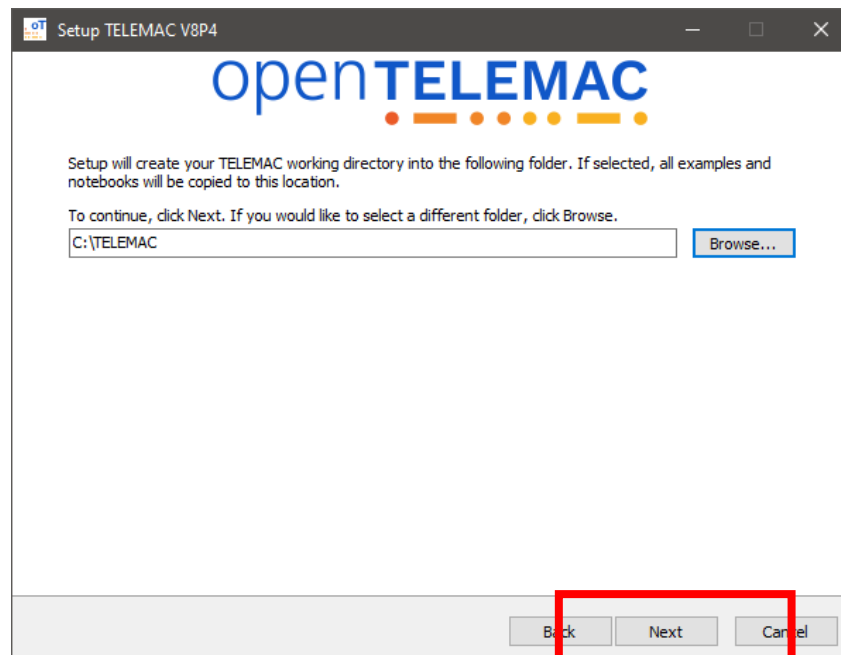 oT
Setup TELEMAC V8P4
openTELEMAC
Setup will create your TELEMAC working directory into the following folder. If selected, all examples and
notebooks will be copied to this location.
To continue, click Next. If you would like to select a different folder, click Browse.
C:\TELEMAC
Browse...
Back
Next
Cancel